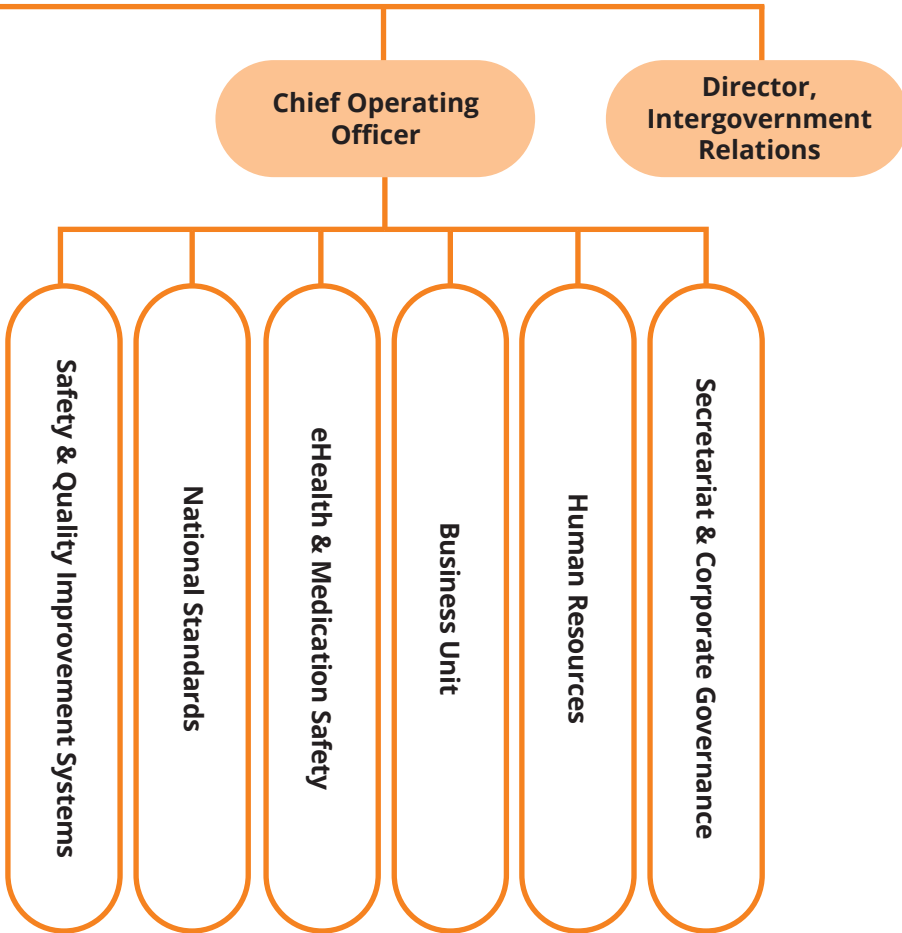 Chief Operating
Officer
Director,
Intergovernment
Relations
Safety & Quality Improvement Systems
National Standards
eHealth & Medication Safety
Business Unit
Human Resources
Secretariat & Corporate Governance